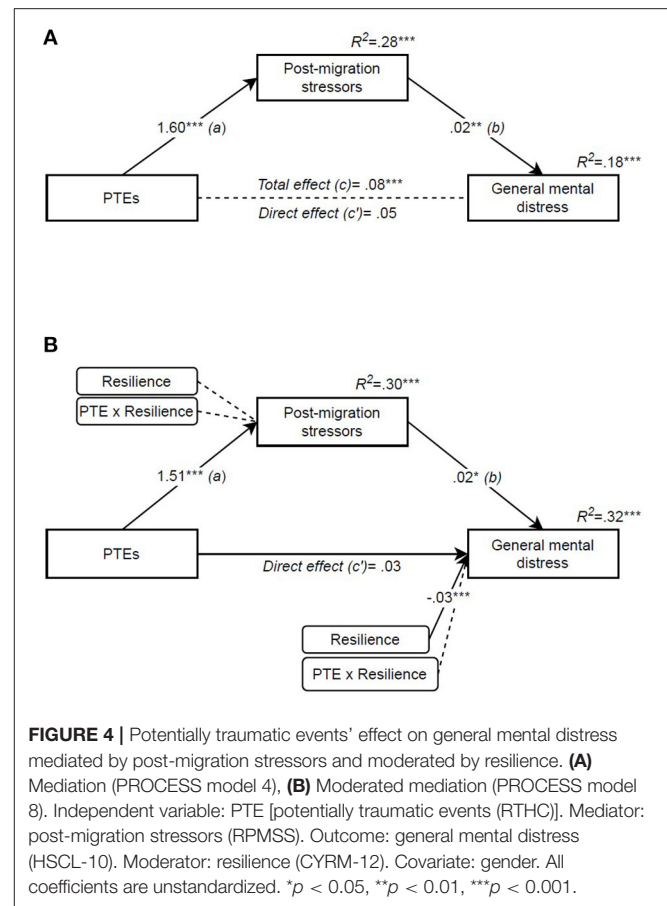 A
R²=.28***
Post-migration
stressors
1.60*** (a)
.02** (b)
R²=.18***
PTEs
Total effect (c)= .08***
Direct effect (c')= .05
General mental
distress
B
Resilience
PTE x Resilience
R²=.30***
Post-migration
stressors
1.51*** (a)
.02* (b)
R²=.32***
PTEs
Direct effect (c')= .03
General mental
distress
-.03***
Resilience
PTE x Resilience
FIGURE 4 | Potentially traumatic events’ effect on general mental distress
mediated by post-migration stressors and moderated by resilience. (A)
Mediation (PROCESS model 4), (B) Moderated mediation (PROCESS model
8). Independent variable: PTE [potentially traumatic events (RTHC)]. Mediator:
post-migration stressors (RPMSS). Outcome: general mental distress
(HSCL-10). Moderator: resilience (CYRM-12). Covariate: gender. All
coefficients are unstandardized. *p < 0.05, **p < 0.01, ***p < 0.001.